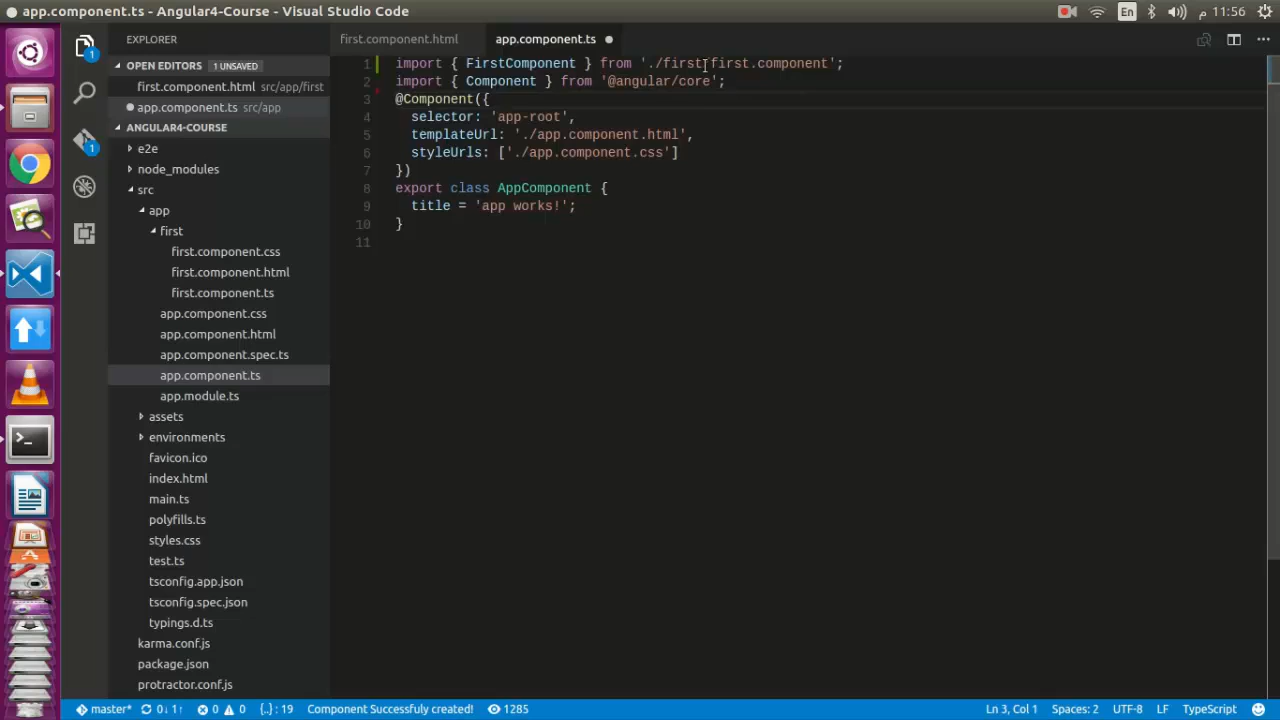 app.component.ts - Angular4-Course - Visual Studio Code
En
11:56 م
EXPLORER
OPEN EDITORS 1 UNSAVED
first.component.html src/app/first
app.component.ts src/app
ANGULAR4-COURSE
e2e
node_modules
src
app
first
first.component.css
first.component.html
first.component.ts
app.component.css
app.component.html
app.component.spec.ts
app.component.ts
app.module.ts
assets
environments
favicon.ico
index.html
main.ts
polyfills.ts
styles.css
test.ts
tsconfig.app.json
tsconfig.spec.json
typings.d.ts
karma.conf.js
package.json
protractor.conf.js
first.component.html
app.component.ts
1 import { FirstComponent } from './first/first.component';
2 import { Component } from '@angular/core';
3 @Component({
4 selector: 'app-root',
5 templateUrl: './app.component.html',
6 styleUrls: ['./app.component.css']
7 })
8 export class AppComponent {
9 title = 'app works!';
10 }
11
1
1
master* 0↓ 1↑ 0 0 {..}: 19 Component Successfuly created! 1285
Ln 3, Col 1 Spaces: 2 UTF-8 LF TypeScript